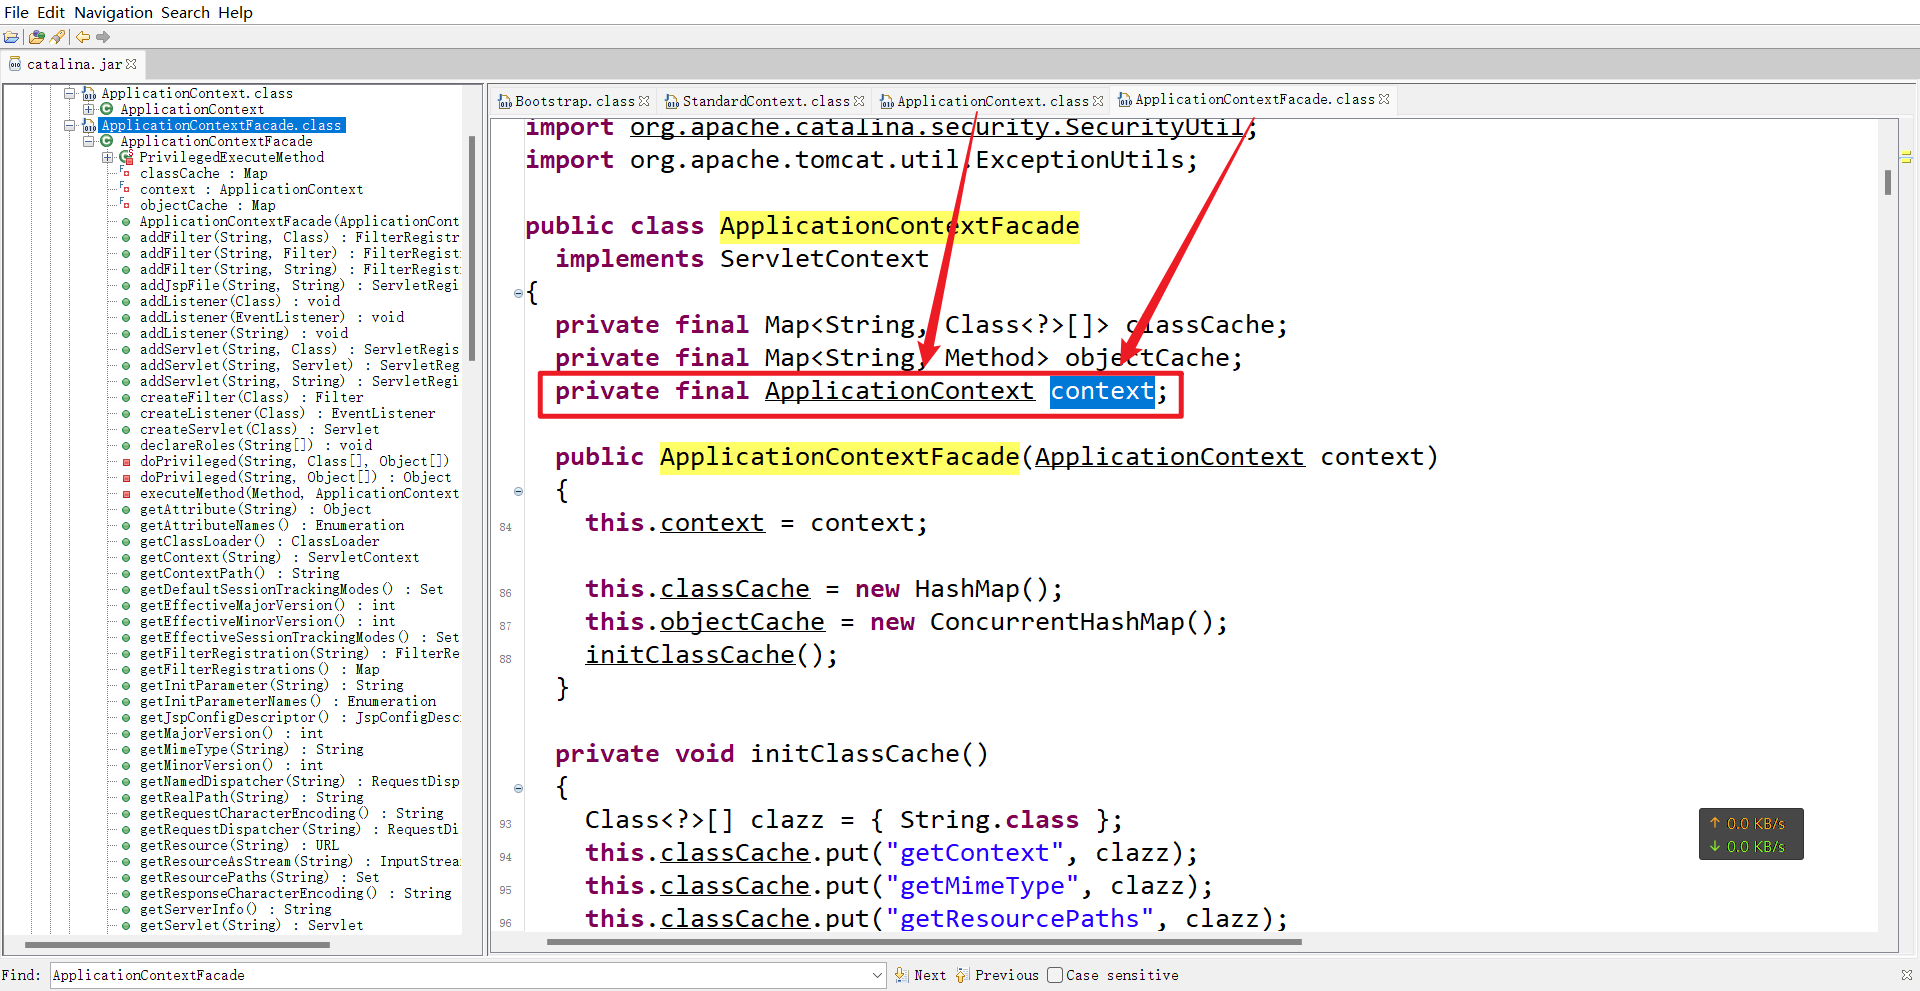 File Edit Navigation Search Help
catalina.jar
ApplicationContext.class
ApplicationContext
ApplicationContextFacade.class
ApplicationContextFacade
PrivilegedExecuteMethod
classCache : Map
context : ApplicationContext
objectCache : Map
ApplicationContextFacade(ApplicationCont
addFilter(String, Class) : FilterRegistr
addFilter(String, Filter) : FilterRegist
addFilter(String, String) : FilterRegist
addJspFile(String, String) : ServletRegi
addListener(Class) : void
addListener(EventListener) : void
addListener(String) : void
addServlet(String, Class) : ServletRegis
addServlet(String, Servlet) : ServletReg
addServlet(String, String) : ServletRegi
createFilter(Class) : Filter
createListener(Class) : EventListener
createServlet(Class) : Servlet
declareRoles(String[]) : void
doPrivileged(String, Class[], Object[])
doPrivileged(String, Object[]) : Object
executeMethod(Method, ApplicationContext
getAttribute(String) : Object
getAttributeNames() : Enumeration
getClassLoader() : ClassLoader
getContext(String) : ServletContext
getContextPath() : String
getDefaultSessionTrackingModes() : Set
getEffectiveMajorVersion() : int
getEffectiveMinorVersion() : int
getEffectiveSessionTrackingModes() : Set
getFilterRegistration(String) : FilterRe
getFilterRegistrations() : Map
getInitParameter(String) : String
getInitParameterNames() : Enumeration
getJspConfigDescriptor() : JspConfigDesc
getMajorVersion() : int
getMimeType(String) : String
getMinorVersion() : int
getNamedDispatcher(String) : RequestDisp
getRealPath(String) : String
getRequestCharacterEncoding() : String
getRequestDispatcher(String) : RequestDi
getResource(String) : URL
getResourceAsStream(String) : InputStrea
getResourcePaths(String) : Set
getResponseCharacterEncoding() : String
getServerInfo() : String
getServlet(String) : Servlet
Bootstrap.class StandardContext.class ApplicationContext.class ApplicationContextFacade.class
import org.apache.catalina.security.SecurityUtil;
import org.apache.tomcat.util.ExceptionUtils;
public class ApplicationContextFacade
implements ServletContext
{
private final Map<String, Class<?>[]> classCache;
private final Map<String, Method> objectCache;
private final ApplicationContext context;
public ApplicationContextFacade(ApplicationContext context)
{
84 this.context = context;
86 this.classCache = new HashMap();
87 this.objectCache = new ConcurrentHashMap();
88 initClassCache();
}
private void initClassCache()
{
93 Class<?>[] clazz = { String.class };
94 this.classCache.put("getContext", clazz);
95 this.classCache.put("getMimeType", clazz);
96 this.classCache.put("getResourcePaths", clazz);
↑ 0.0 KB/s
↓ 0.0 KB/s
Find: ApplicationContextFacade Next Previous Case sensitive